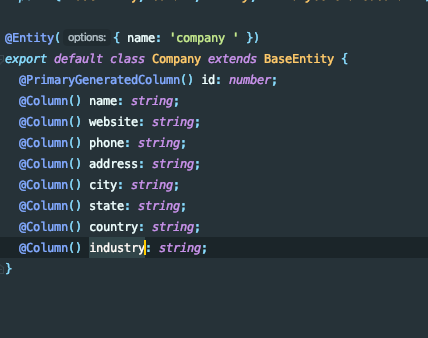 @Entity( options: { name: 'company ' })
export default class Company extends BaseEntity {
@PrimaryGeneratedColumn() id: number;
@Column() name: string;
@Column() website: string;
@Column() phone: string;
@Column() address: string;
@Column() city: string;
@Column() state: string;
@Column() country: string;
@Column() industry: string;
}